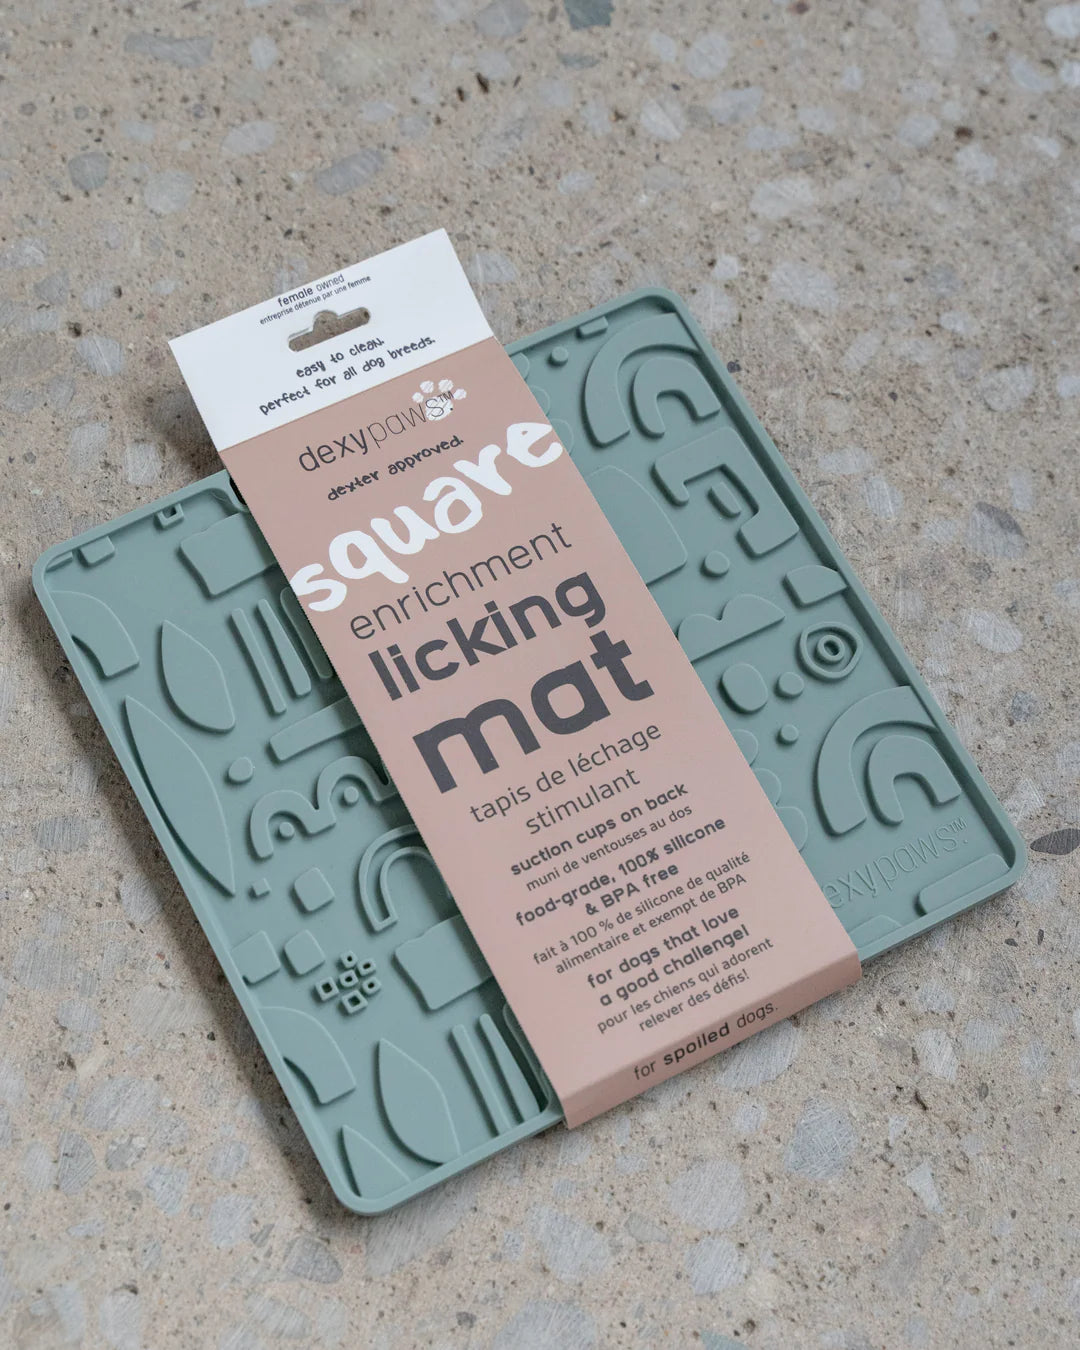 female owned
entreprise détenue par une femme
easy to clean.
perfect for all dog breeds.
dexypaws™
dexter approved.
square
enrichment
licking
mat
tapis de léchage
stimulant
suction cups on back
muni de ventouses au dos
food-grade, 100% silicone
& BPA free
fait à 100 % de silicone de qualité
alimentaire et exempt de BPA
for dogs that love
a good challenge!
pour les chiens qui adorent
relever des défis!
for spoiled dogs.
exypaws™